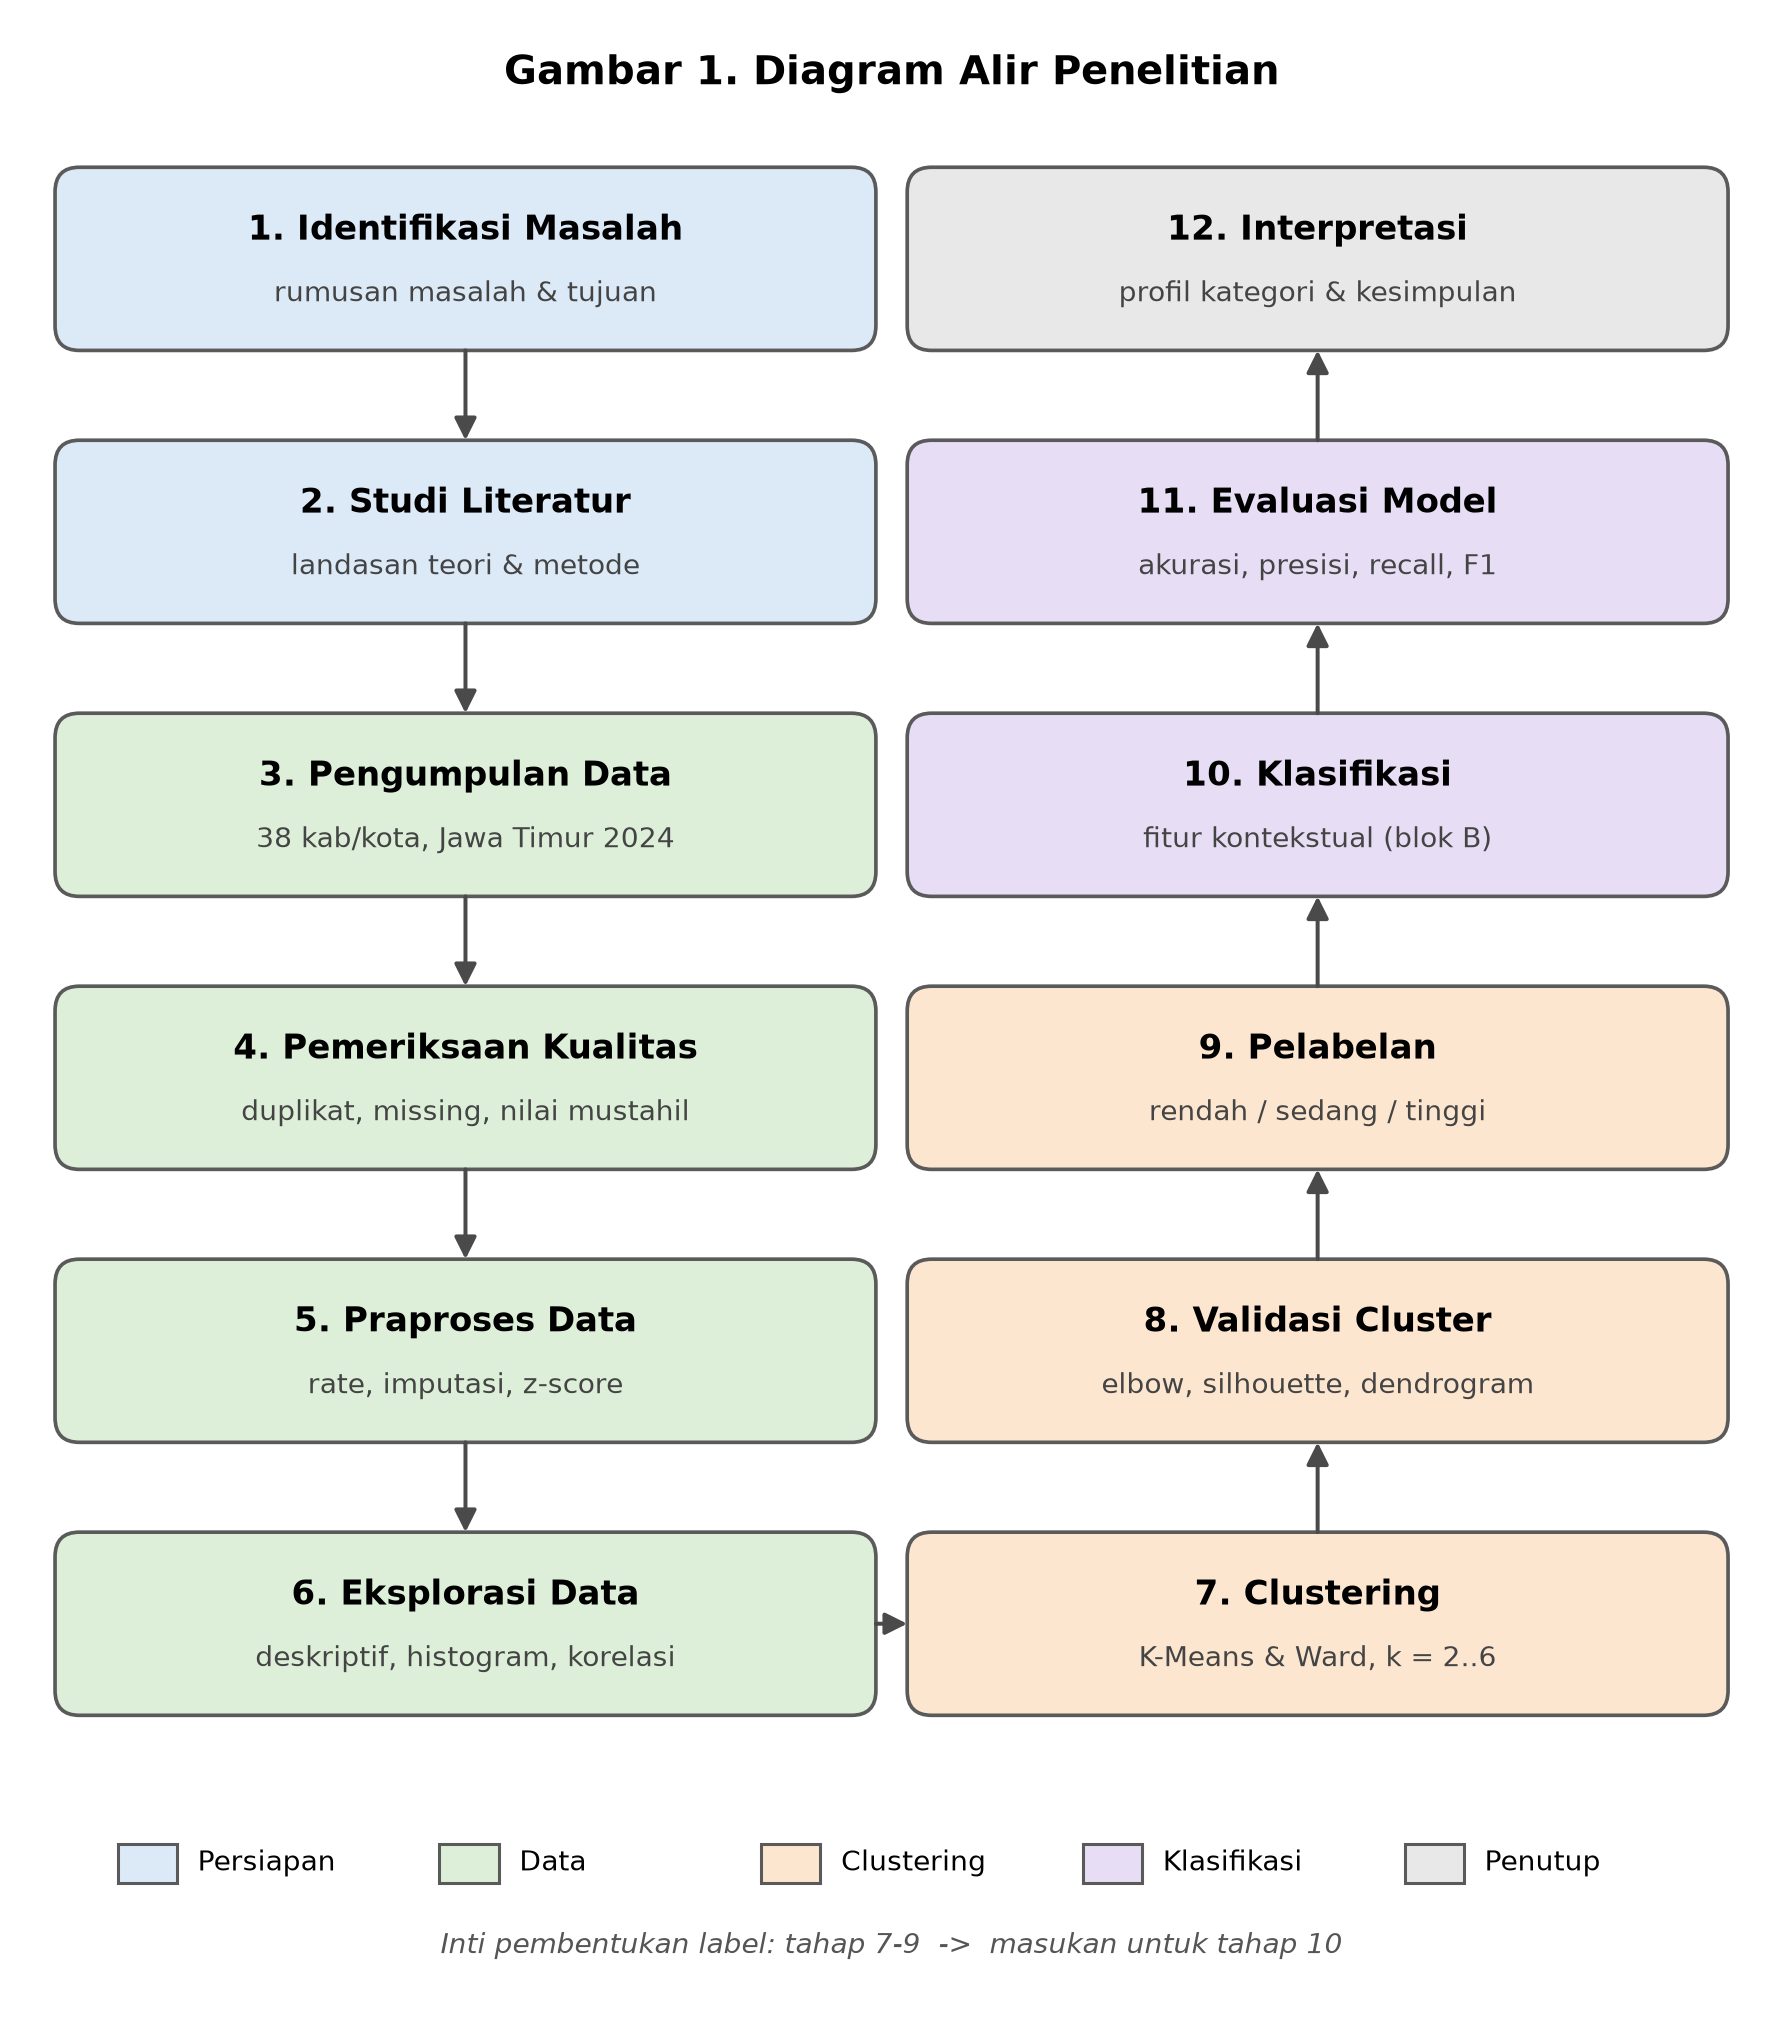 Gambar 1. Diagram Alir Penelitian
1. Identifikasi Masalah
rumusan masalah & tujuan
2. Studi Literatur
landasan teori & metode
3. Pengumpulan Data
38 kab/kota, Jawa Timur 2024
4. Pemeriksaan Kualitas
duplikat, missing, nilai mustahil
5. Praproses Data
rate, imputasi, z-score
6. Eksplorasi Data
deskriptif, histogram, korelasi
7. Clustering
K-Means & Ward, k = 2..6
8. Validasi Cluster
elbow, silhouette, dendrogram
9. Pelabelan
rendah / sedang / tinggi
10. Klasifikasi
fitur kontekstual (blok B)
11. Evaluasi Model
akurasi, presisi, recall, F1
12. Interpretasi
profil kategori & kesimpulan
Persiapan
Data
Clustering
Klasifikasi
Penutup
Inti pembentukan label: tahap 7-9 -> masukan untuk tahap 10